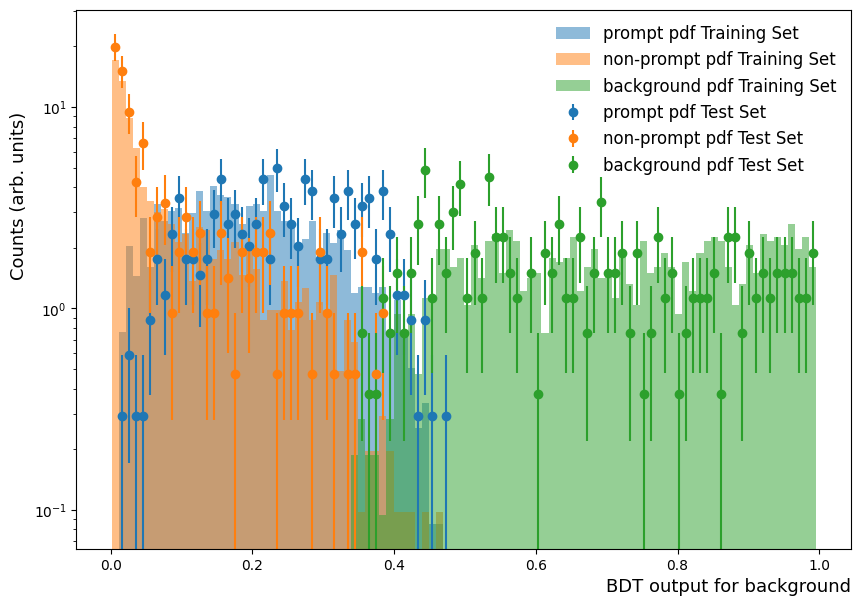 prompt pdf Training Set
non-prompt pdf Training Set
background pdf Training Set
prompt pdf Test Set
non-prompt pdf Test Set
background pdf Test Set
Counts (arb. units)
10¹
10⁰
10⁻¹
0.0 0.2 0.4 0.6 0.8 1.0
BDT output for background